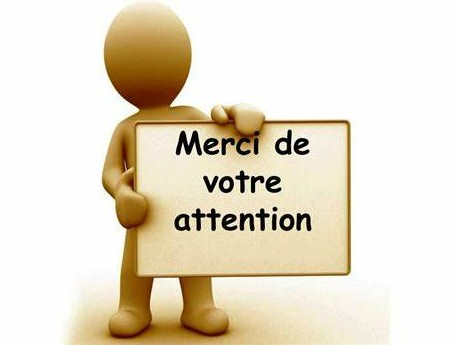 Merci de
votre
attention